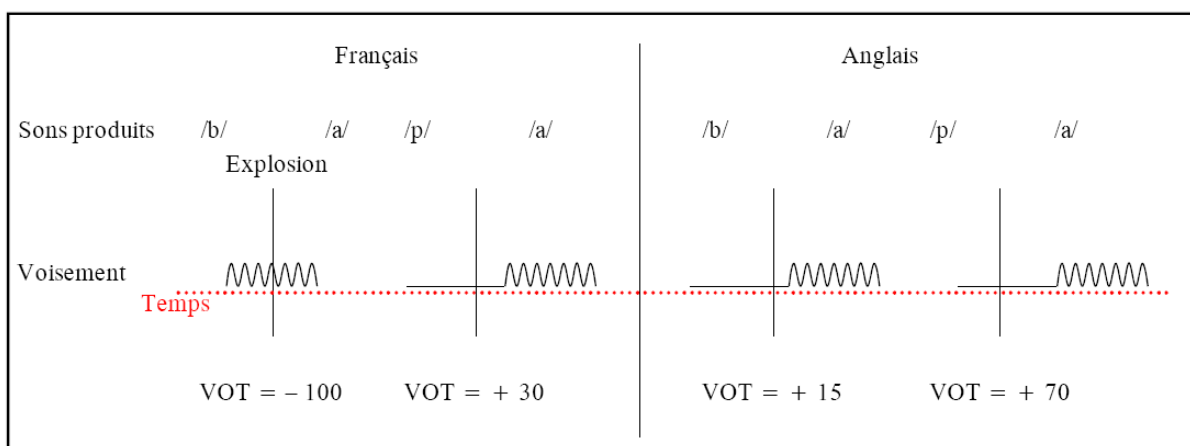 Français Anglais
Sons produits /b/ /a/ /p/ /a/ /b/ /a/ /p/ /a/
Explosion
Voisement
Temps
VOT = – 100 VOT = + 30 VOT = + 15 VOT = + 70